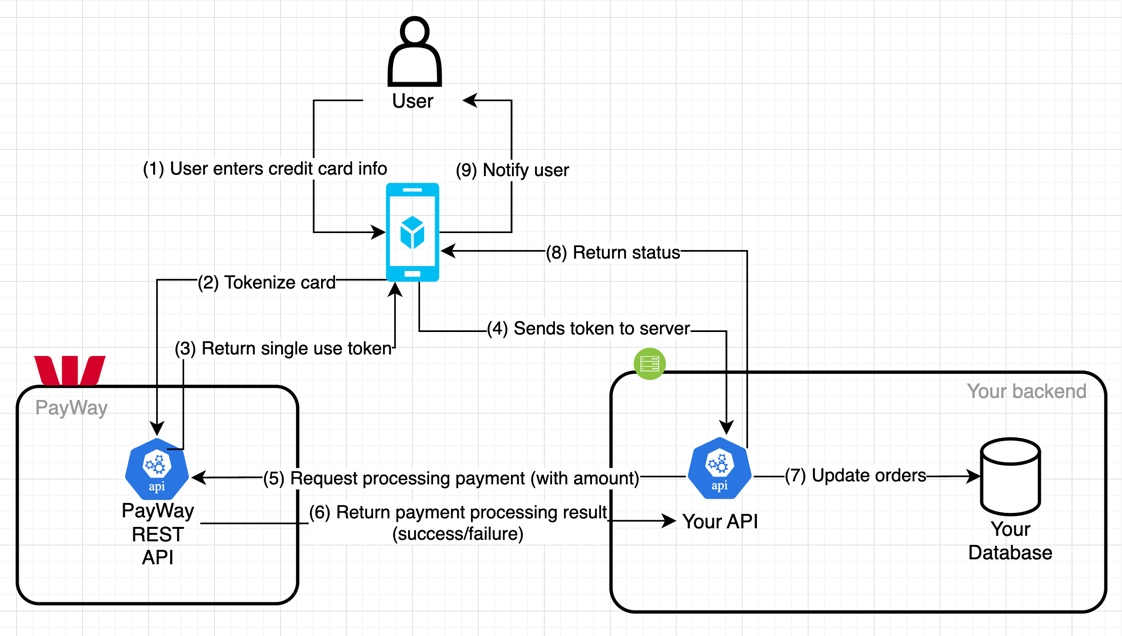 User
(1) User enters credit card info
(9) Notify user
(8) Return status
(2) Tokenize card
(4) Sends token to server
(3) Return single use token
PayWay
Your backend
api
api
(5) Request processing payment (with amount)
(7) Update orders
PayWay
REST
API
(6) Return payment processing result
(success/failure)
Your API
Your
Database